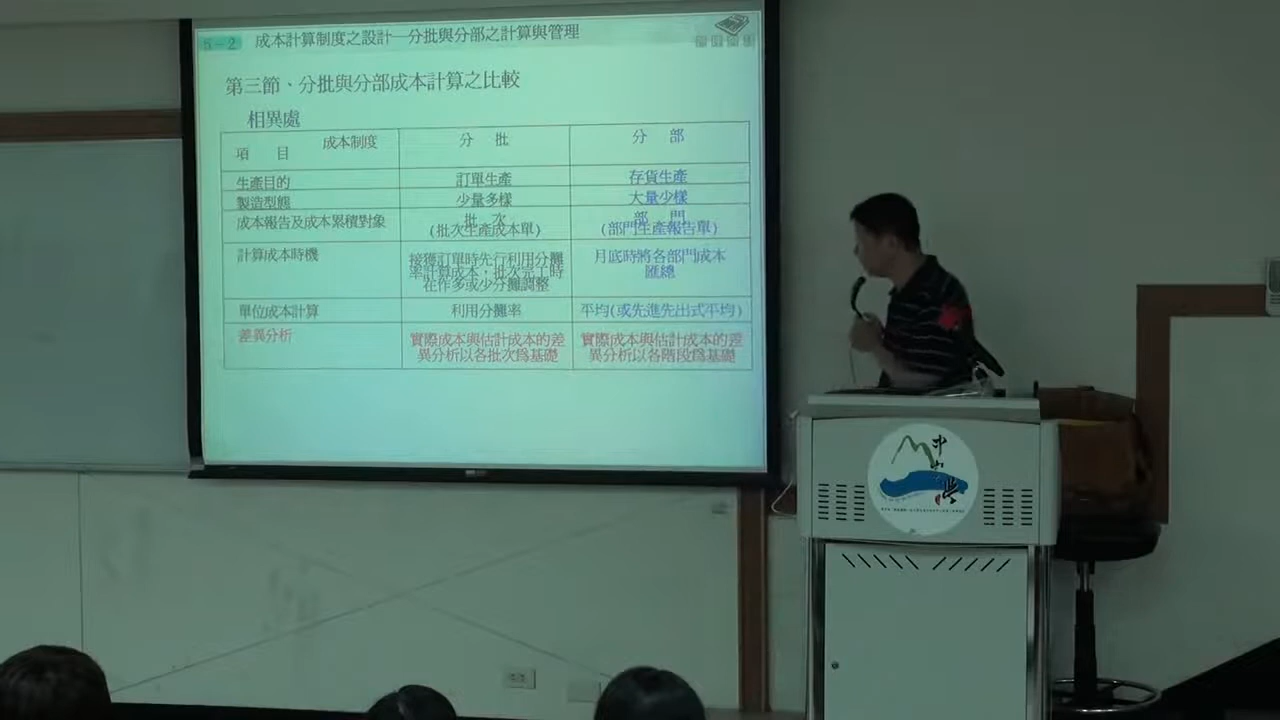 5-2 成本計算制度之設計—分批與分部之計算與管理
第三節、分批與分部成本計算之比較
相異處
項 目 成本制度 分 批 分 部
生產目的 訂單生產 存貨生產
製造型態 少量多樣 大量少樣
成本報告及成本累積對象 批 次 部 門
(批次生產成本單) (部門生產報告單)
計算成本時機 接獲訂單時先行利用分攤 月底時將各部門成本
率計算成本，批次完工時 匯總
在作多或少分攤調整
單位成本計算 利用分攤率 平均(或先進先出式平均)
差異分析 實際成本與估計成本的差 實際成本與估計成本的差
異分析以各批次為基礎 異分析以各階段為基礎
中山